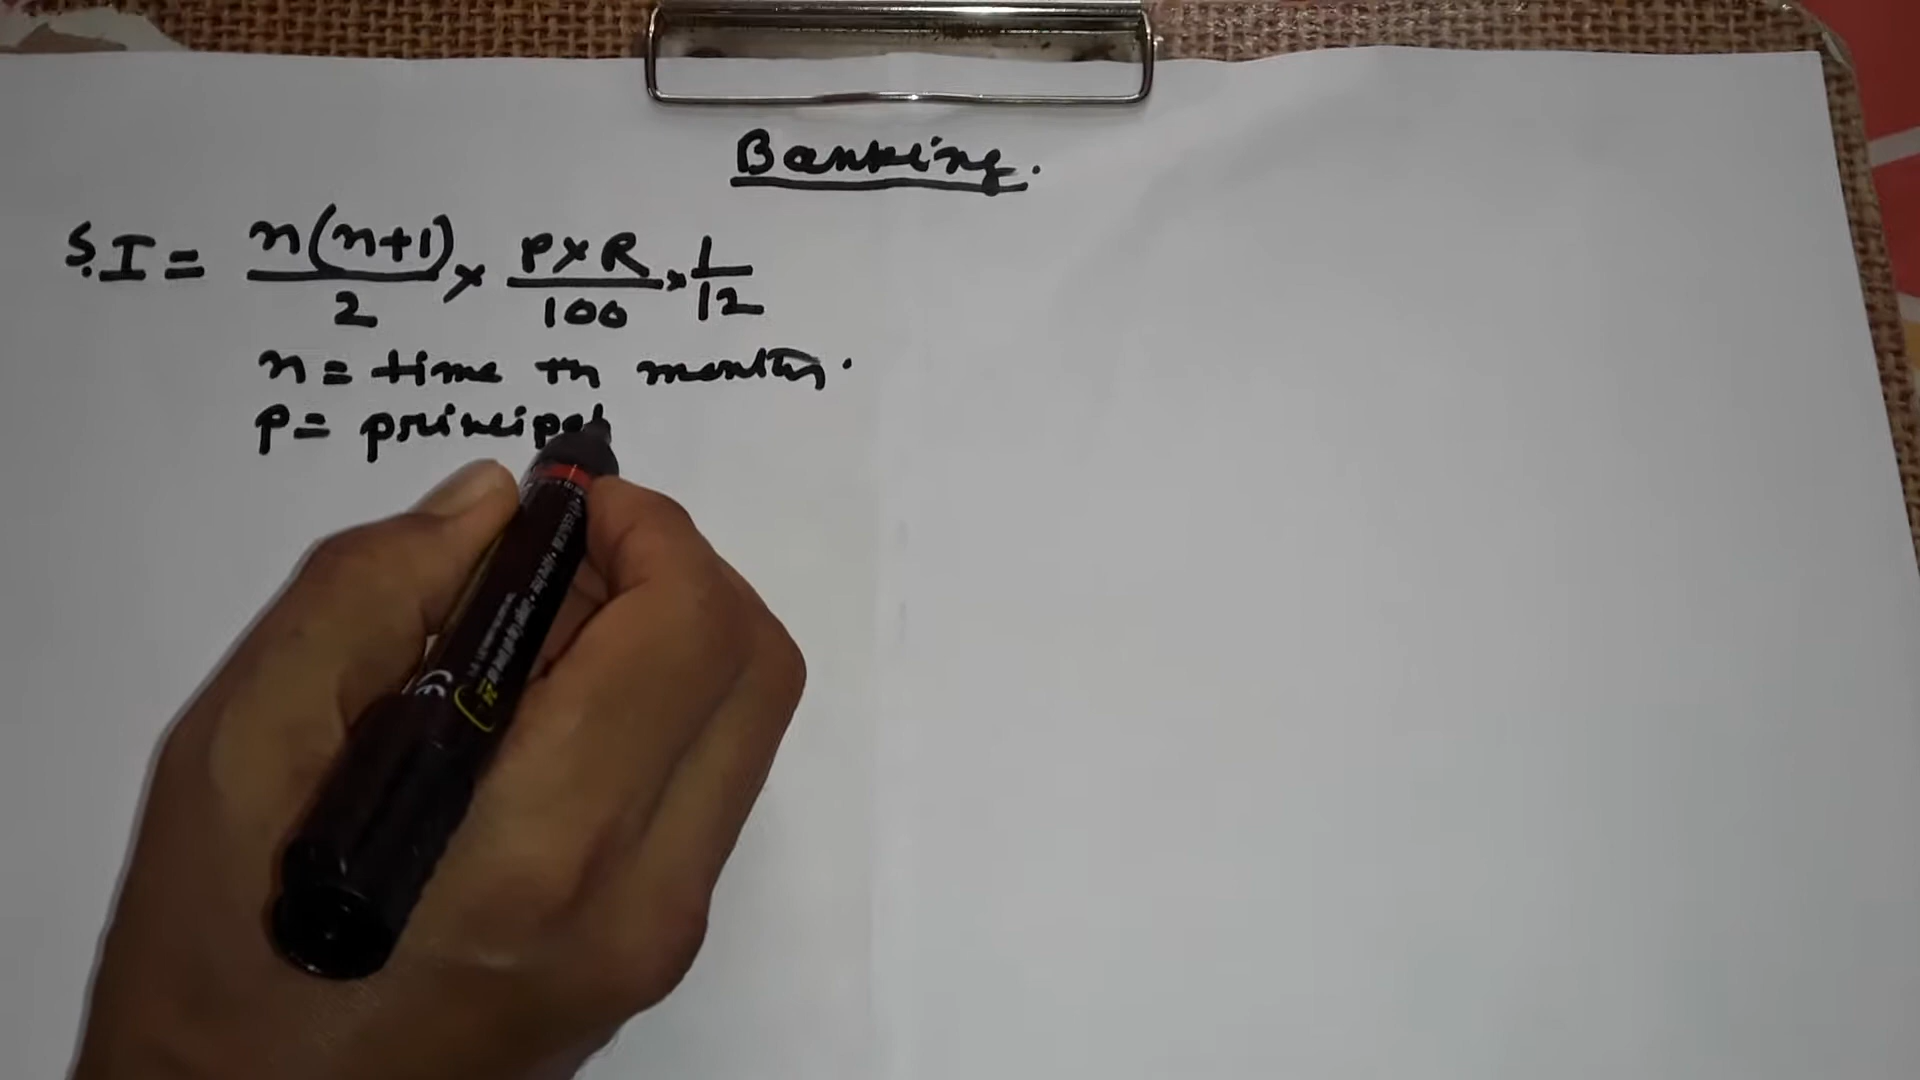 Banking.
S.I = n(n+1)/2 × P×R/100 × 1/12
n = time in months.
P = principal